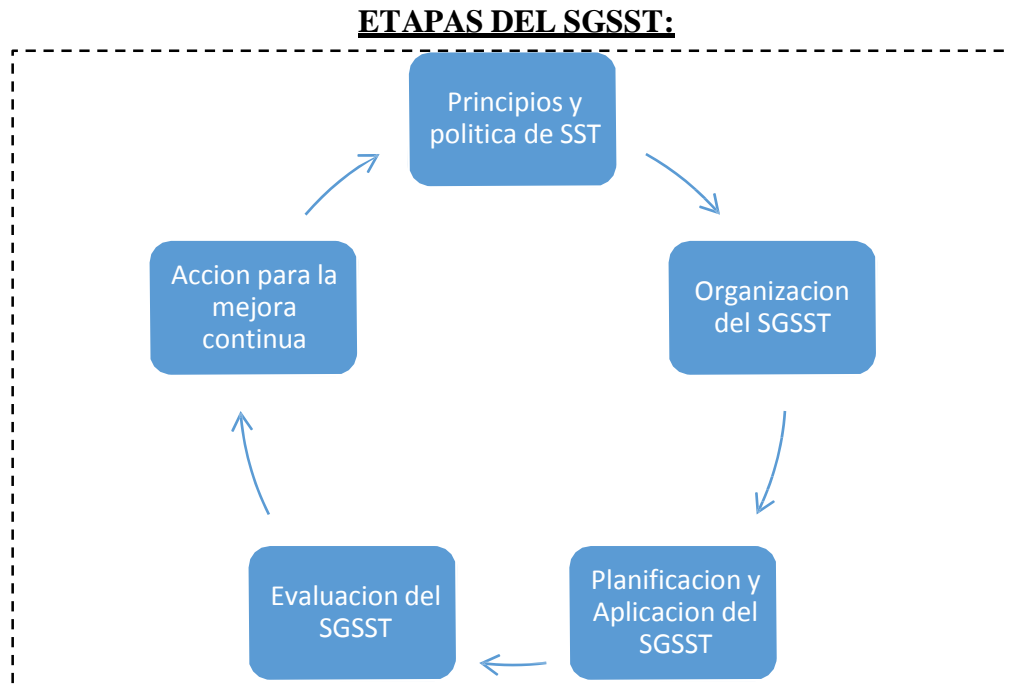 ETAPAS DEL SGSST:
Principios y
politica de SST
Organizacion
del SGSST
Planificacion y
Aplicacion del
SGSST
Evaluacion del
SGSST
Accion para la
mejora
continua